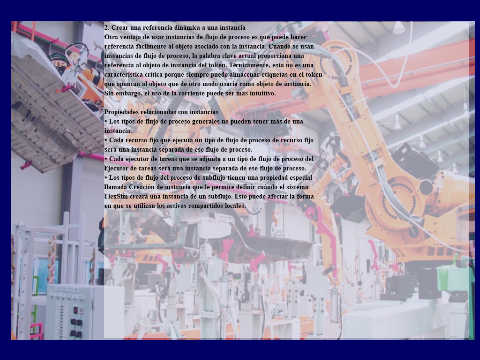 2. Crear una referencia dinámica a una instancia
Otra ventaja de usar instancias de flujo de proceso es que puede hacer
referencia fácilmente al objeto asociado con la instancia. Cuando se usan
instancias de flujo de proceso, la palabra clave actual proporciona una
referencia al objeto de instancia del token. Técnicamente, esta no es una
característica crítica porque siempre puede almacenar etiquetas en el token
que apuntan al objeto que de otro modo usaría como objeto de instancia.
Sin embargo, el uso de la corriente puede ser más intuitivo.
Propiedades relacionadas con instancias
• Los tipos de flujo de proceso generales no pueden tener más de una
instancia.
• Cada recurso fijo que ejecuta un tipo de flujo de proceso de recurso fijo
será una instancia separada de ese flujo de proceso.
• Cada ejecutor de tareas que se adjunta a un tipo de flujo de proceso del
Ejecutor de tareas será una instancia separada de ese flujo de proceso.
• Los tipos de flujo del proceso de subflujo tienen una propiedad especial
llamada Creación de instancia que le permite definir cuándo el sistema
FlexSim creará una instancia de un subflujo. Esto puede afectar la forma
en que se utilizan los activos compartidos locales.